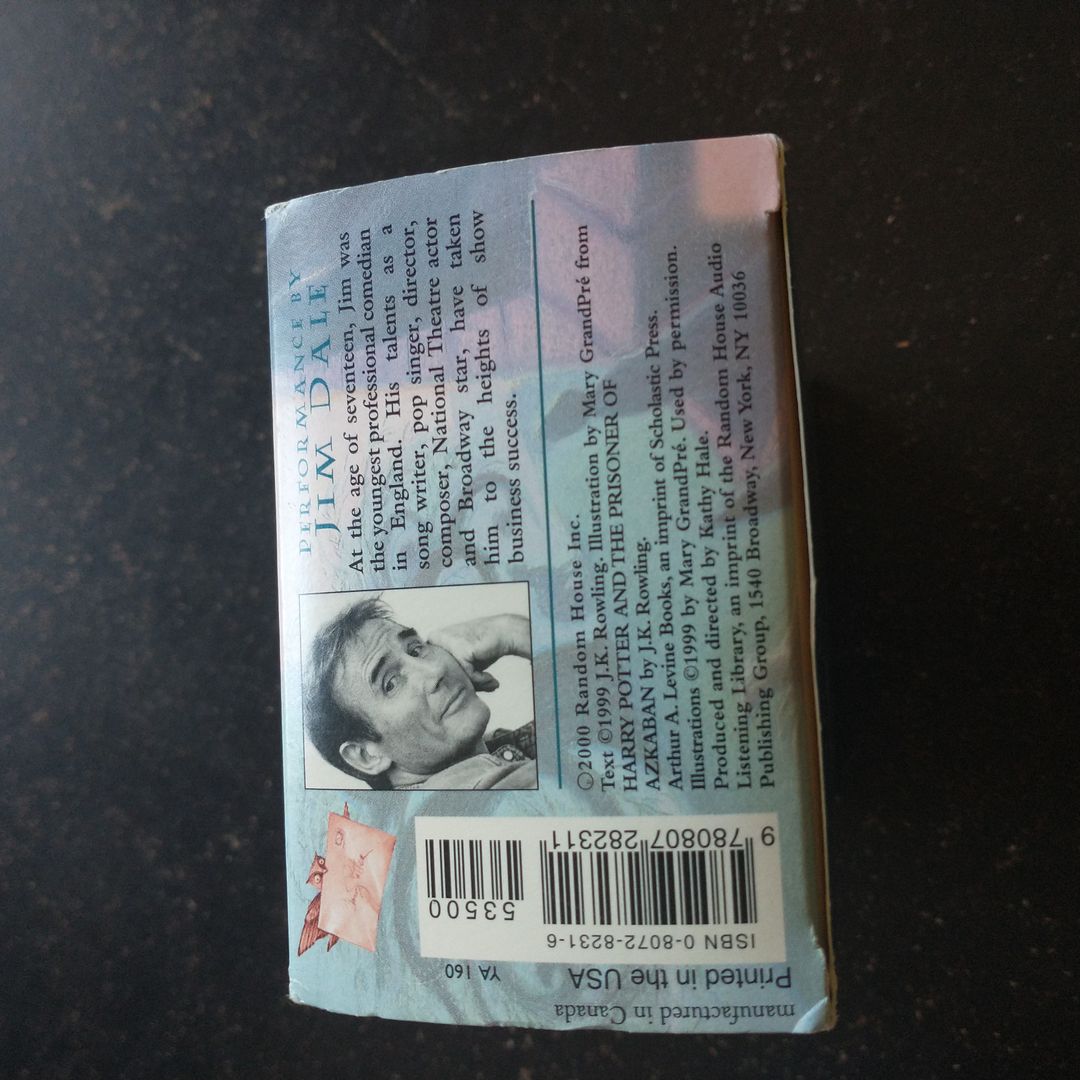 PERFORMANCE BY
JIM DALE
At the age of seventeen, Jim was
the youngest professional comedian
in England. His talents as a
song writer, pop singer, director,
composer, National Theatre actor
and Broadway star, have taken
him to the heights of show
business success.
℗2000 Random House Inc.
Text ©1999 J.K. Rowling. Illustration by Mary GrandPré from
HARRY POTTER AND THE PRISONER OF
AZKABAN by J.K. Rowling.
Arthur A. Levine Books, an imprint of Scholastic Press.
Illustrations ©1999 by Mary GrandPré. Used by permission.
Produced and directed by Kathy Hale.
Listening Library, an imprint of the Random House Audio
Publishing Group, 1540 Broadway, New York, NY 10036
53500
9 780807 282311
ISBN 0-8072-8231-6
YA 160
Printed in the USA
manufactured in Canada